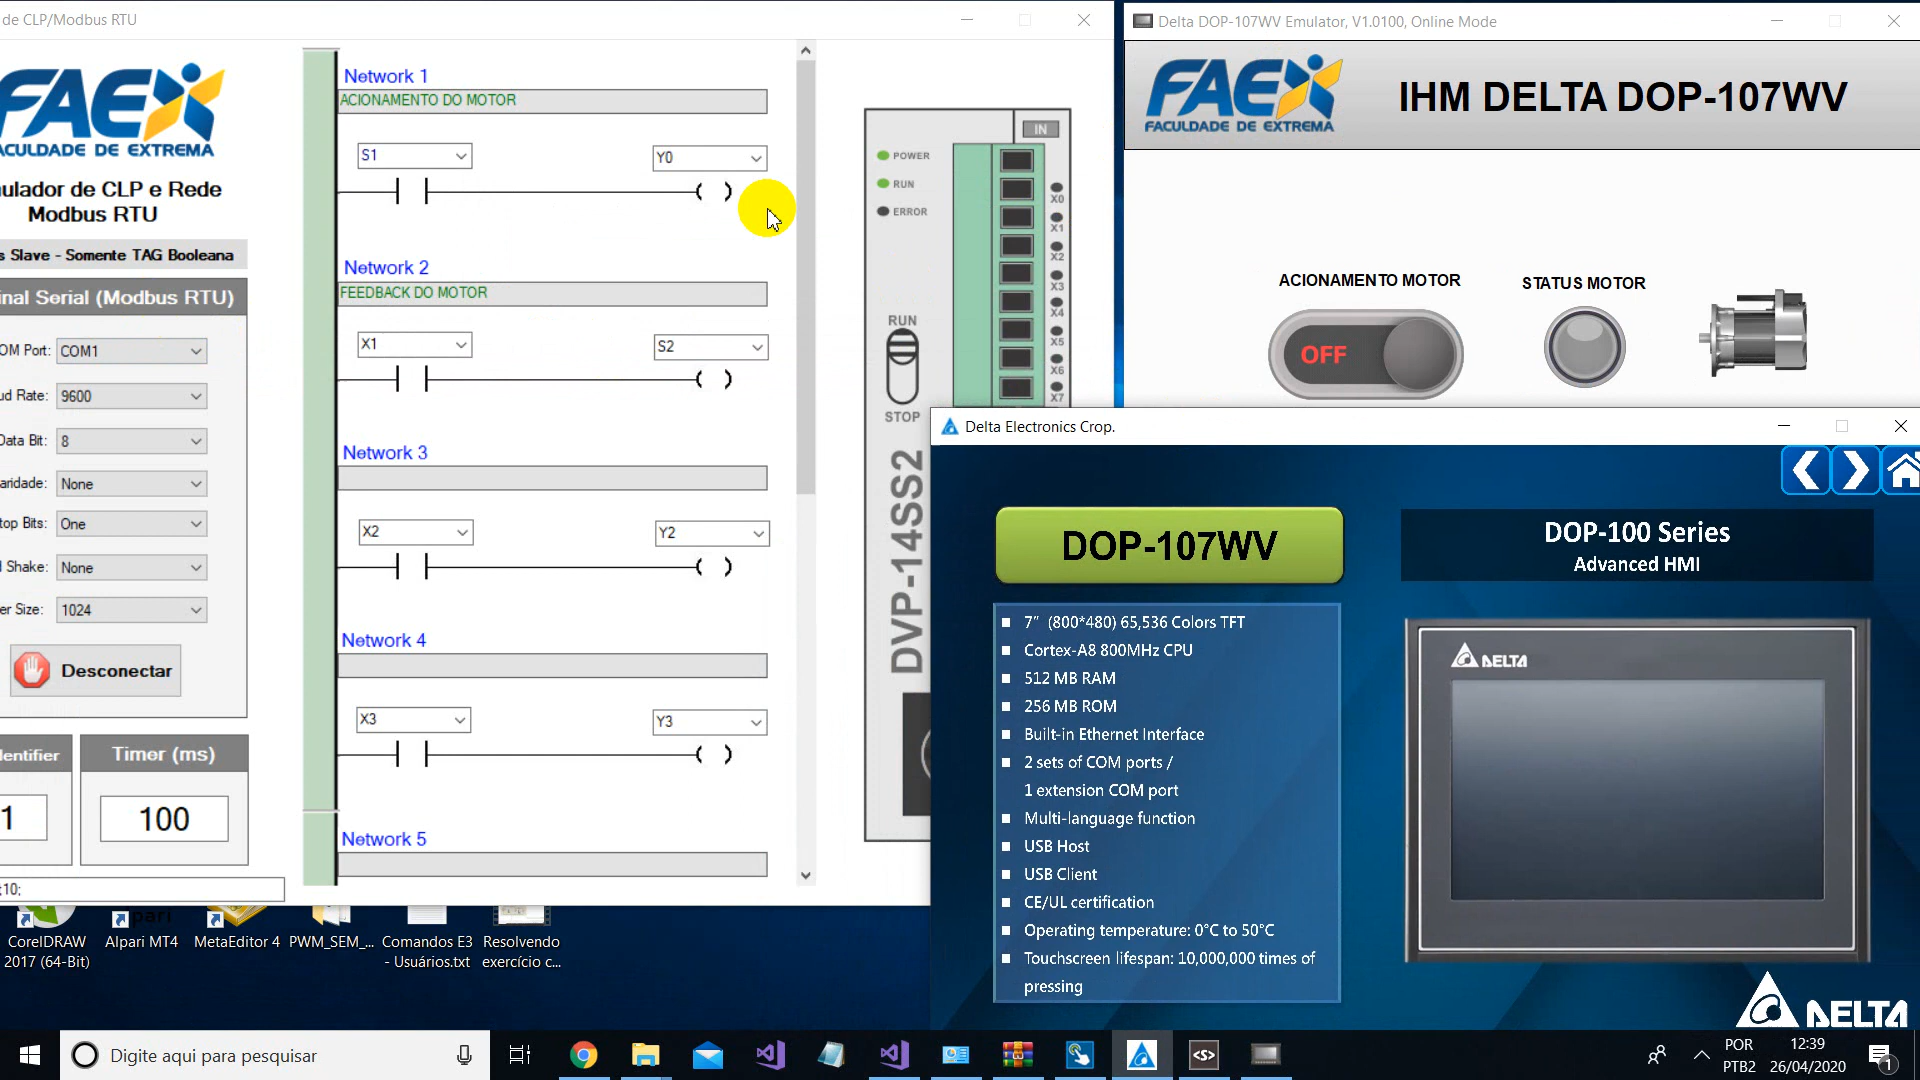 de CLP/Modbus RTU
FAEX
FACULDADE DE EXTREMA
ulador de CLP e Rede
Modbus RTU
s Slave - Somente TAG Booleana
inal Serial (Modbus RTU)
OM Port: COM1
ud Rate: 9600
Data Bit: 8
aridade: None
top Bits: One
d Shake: None
er Size: 1024
Desconectar
dentifier
1
Timer (ms)
100
:10;
Network 1
ACIONAMENTO DO MOTOR
S1
Y0
Network 2
FEEDBACK DO MOTOR
X1
S2
Network 3
X2
Y2
Network 4
X3
Y3
Network 5
IN
POWER
RUN
ERROR
X0
X1
X2
X3
X4
X5
X6
X7
RUN
STOP
DVP-14SS2
Delta DOP-107WV Emulator, V1.0100, Online Mode
FAEX
FACULDADE DE EXTREMA
IHM DELTA DOP-107WV
ACIONAMENTO MOTOR
STATUS MOTOR
OFF
Delta Electronics Crop.
DOP-107WV
DOP-100 Series
Advanced HMI
7" (800*480) 65,536 Colors TFT
Cortex-A8 800MHz CPU
512 MB RAM
256 MB ROM
Built-in Ethernet Interface
2 sets of COM ports /
1 extension COM port
Multi-language function
USB Host
USB Client
CE/UL certification
Operating temperature: 0°C to 50°C
Touchscreen lifespan: 10,000,000 times of
pressing
DELTA
DELTA
CorelDRAW
2017 (64-Bit)
Alpari MT4
MetaEditor 4
PWM_SEM_...
Comandos E3
- Usuários.txt
Resolvendo
exercício c...
Digite aqui para pesquisar
POR
PTB2
12:39
26/04/2020
1